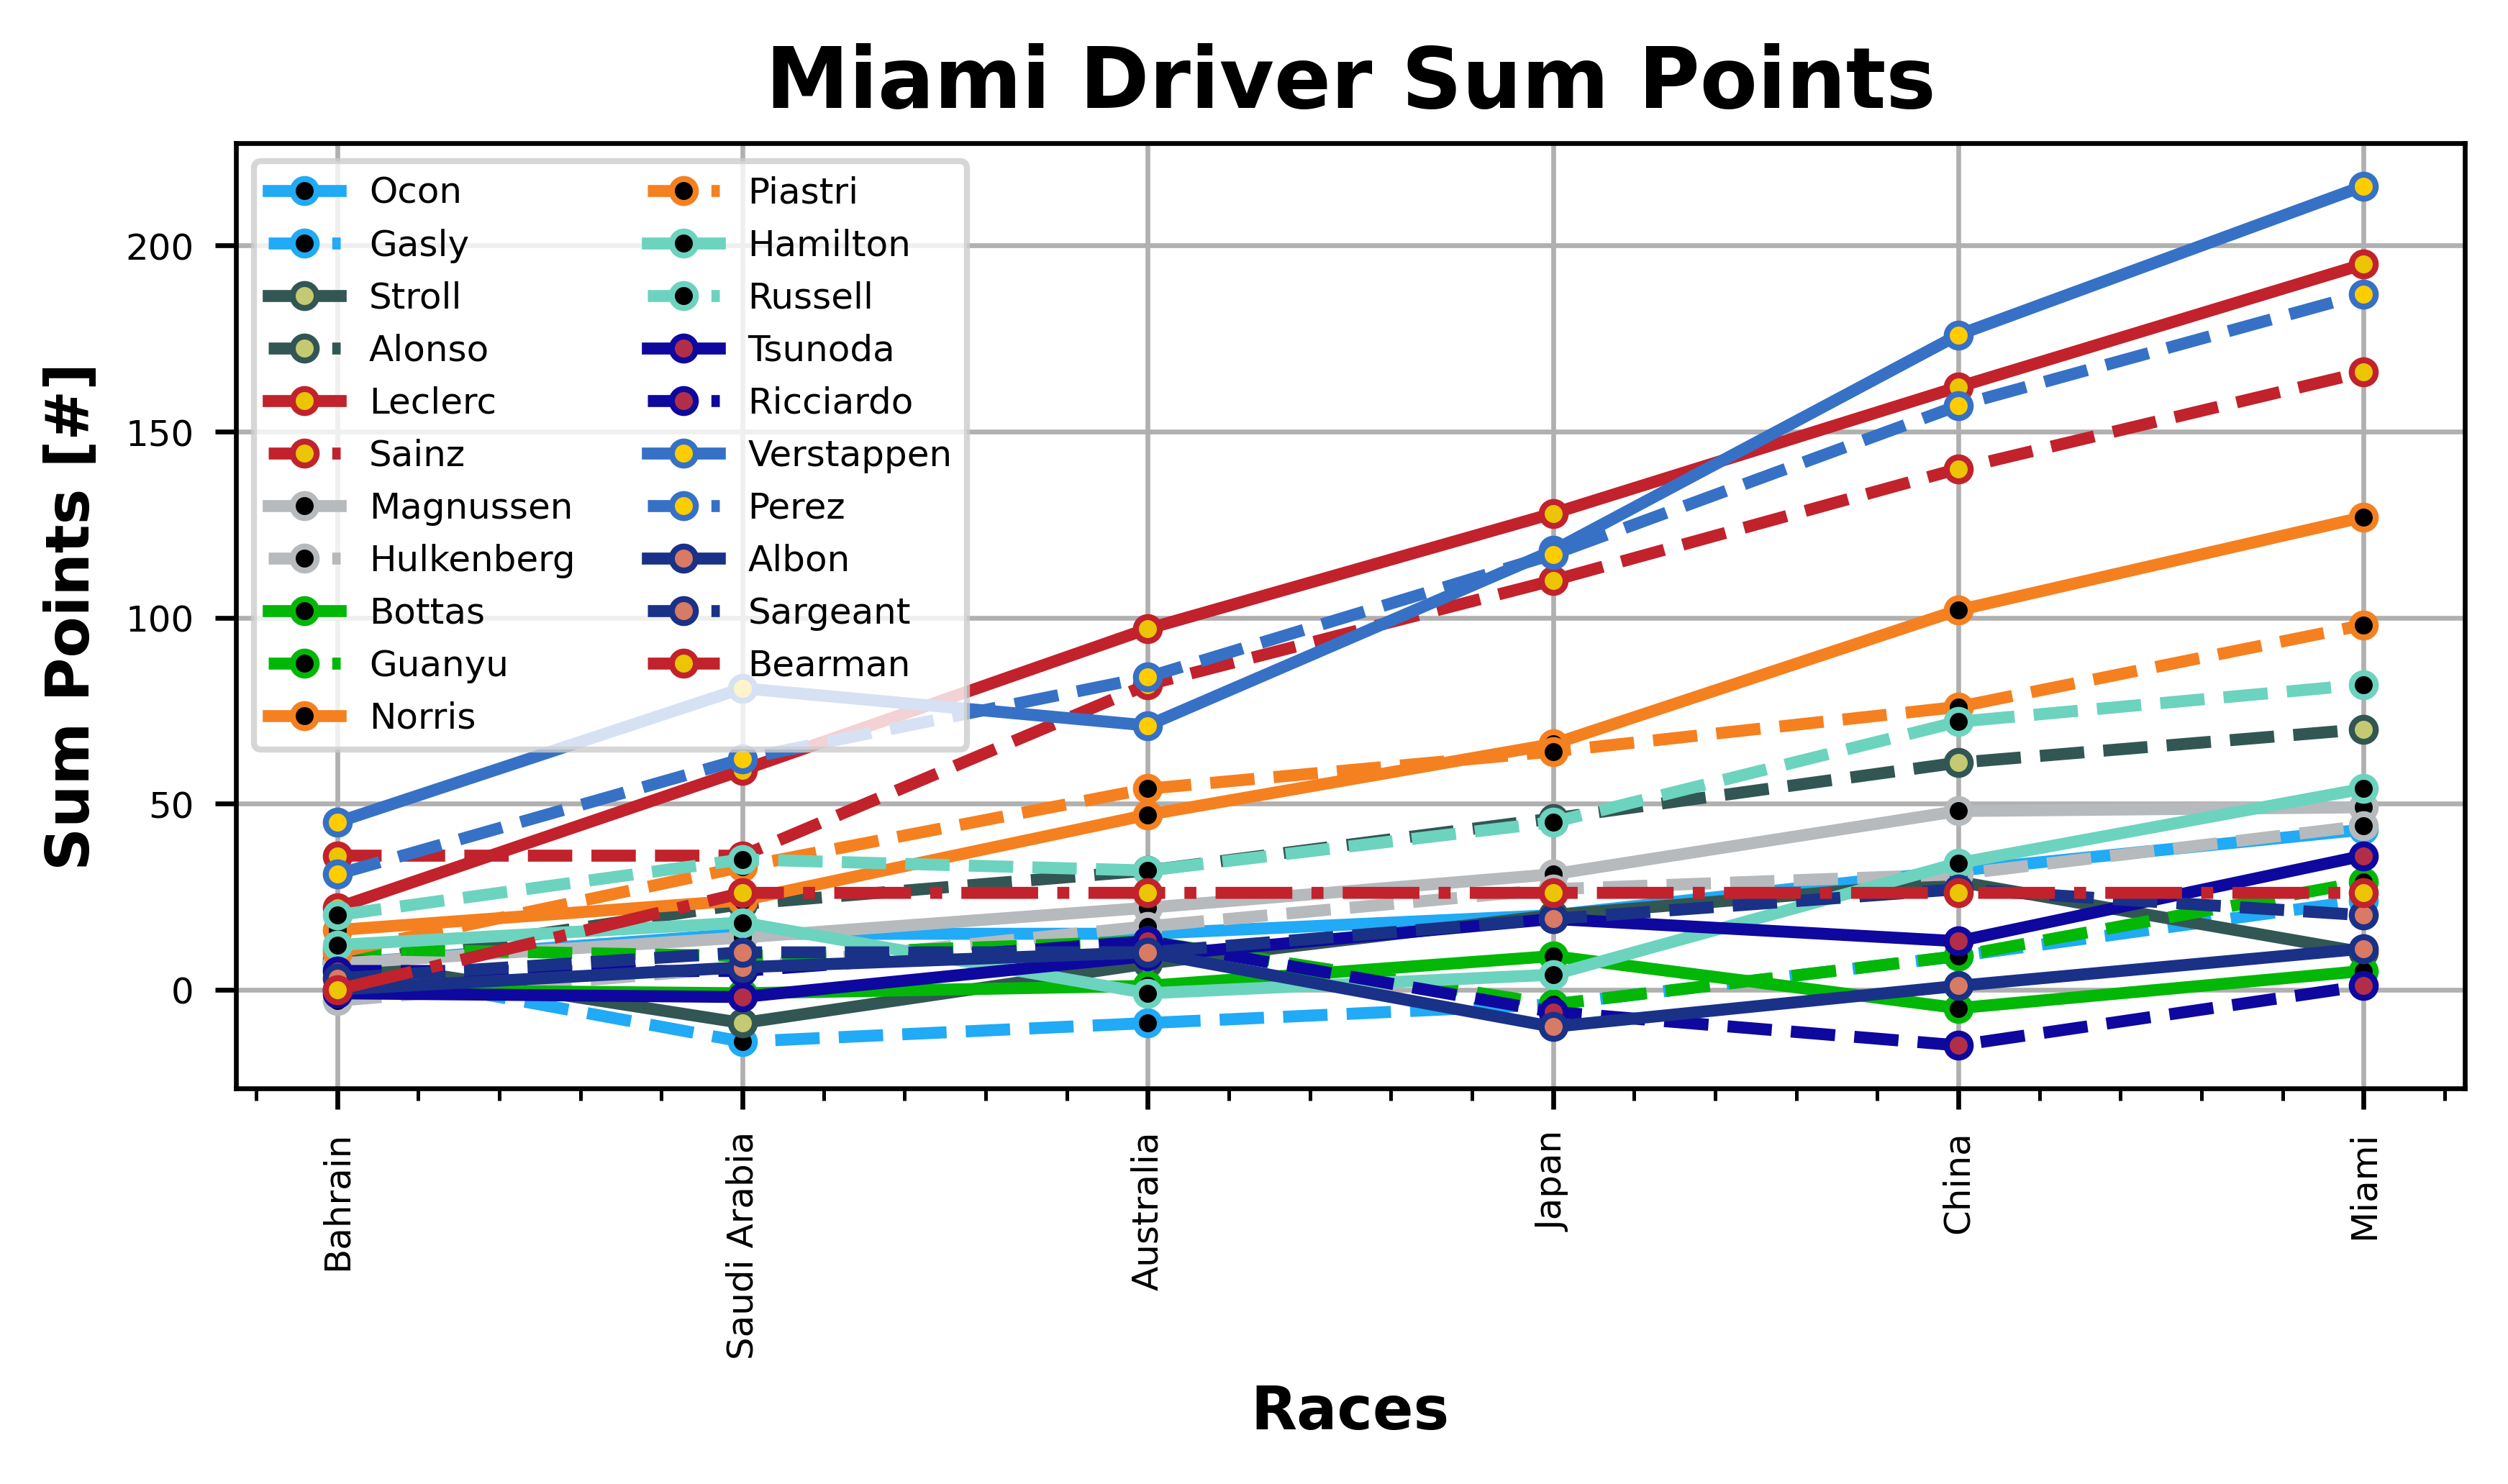 Miami Driver Sum Points
Sum Points [#]
200
150
100
50
0
Ocon
Gasly
Stroll
Alonso
Leclerc
Sainz
Magnussen
Hulkenberg
Bottas
Guanyu
Norris
Piastri
Hamilton
Russell
Tsunoda
Ricciardo
Verstappen
Perez
Albon
Sargeant
Bearman
Bahrain
Saudi Arabia
Australia
Japan
China
Miami
Races